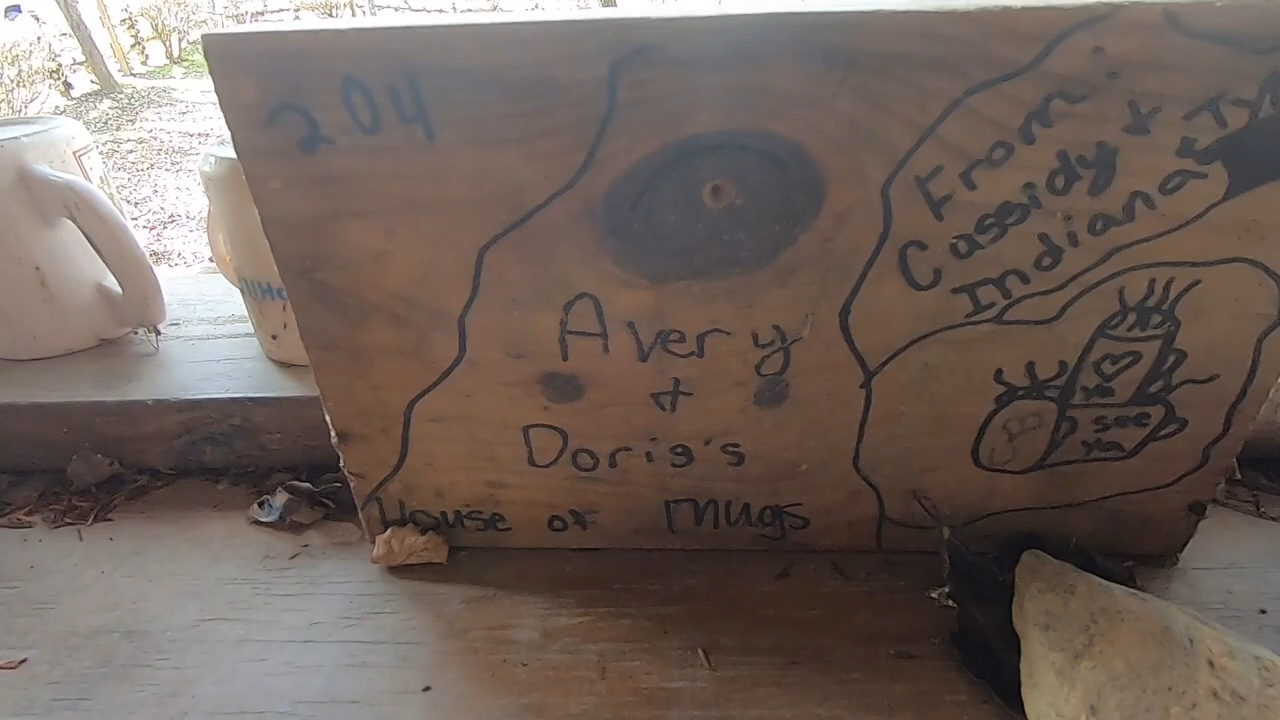 204
Avery
+
Doris's
House of Mugs
From:
Cassidy &
Indiana & Ty
see
ya